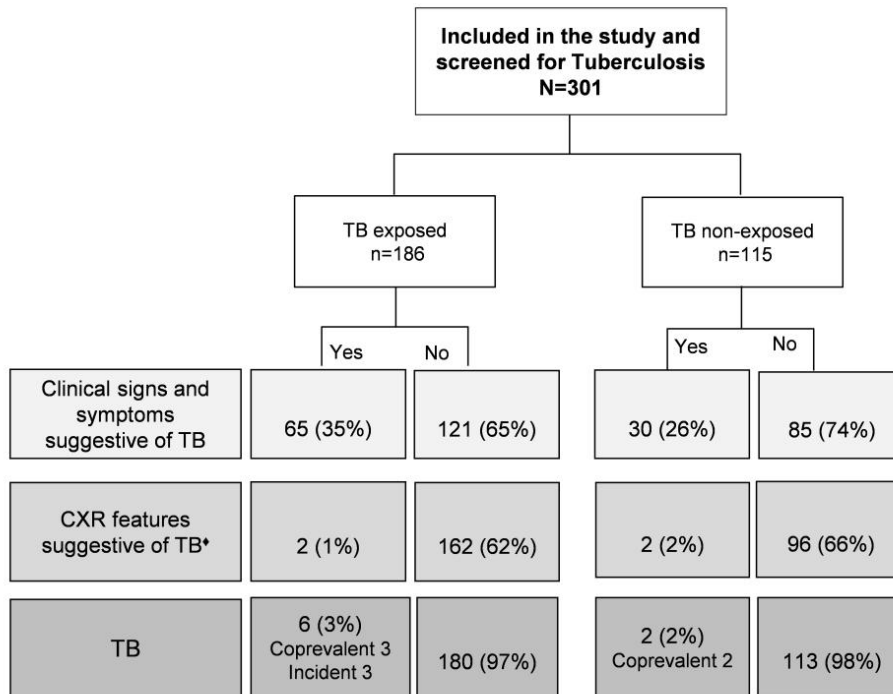 Included in the study and
screened for Tuberculosis
N=301
TB exposed
n=186
TB non-exposed
n=115
Yes
No
Yes
No
Clinical signs and
symptoms
suggestive of TB
65 (35%)
121 (65%)
30 (26%)
85 (74%)
CXR features
suggestive of TB♦
2 (1%)
162 (62%)
2 (2%)
96 (66%)
TB
6 (3%)
Coprevalent 3
Incident 3
180 (97%)
2 (2%)
Coprevalent 2
113 (98%)